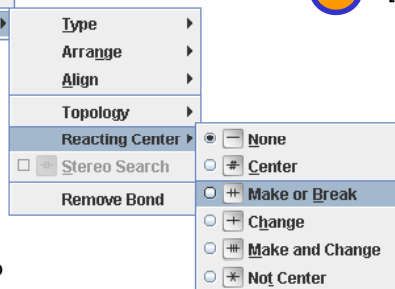 Type
Arrange
Align
Topology
Reacting Center
Stereo Search
Remove Bond
None
Center
Make or Break
Change
Make and Change
Not Center